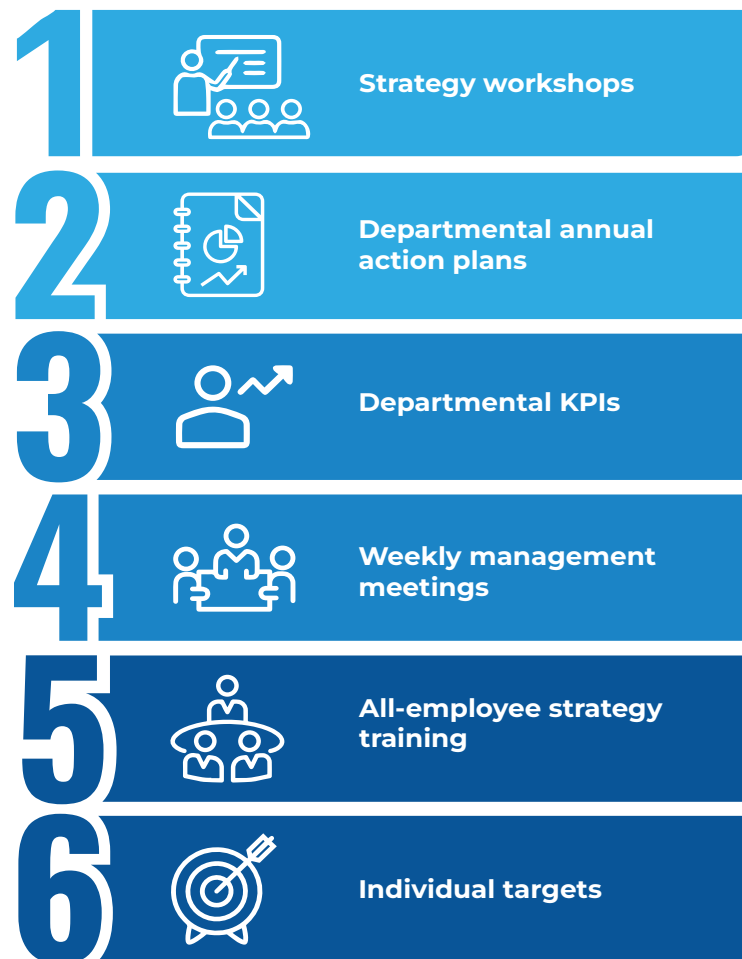 1
Strategy workshops
2
Departmental annual
action plans
3
Departmental KPIs
4
Weekly management
meetings
5
All-employee strategy
training
6
Individual targets